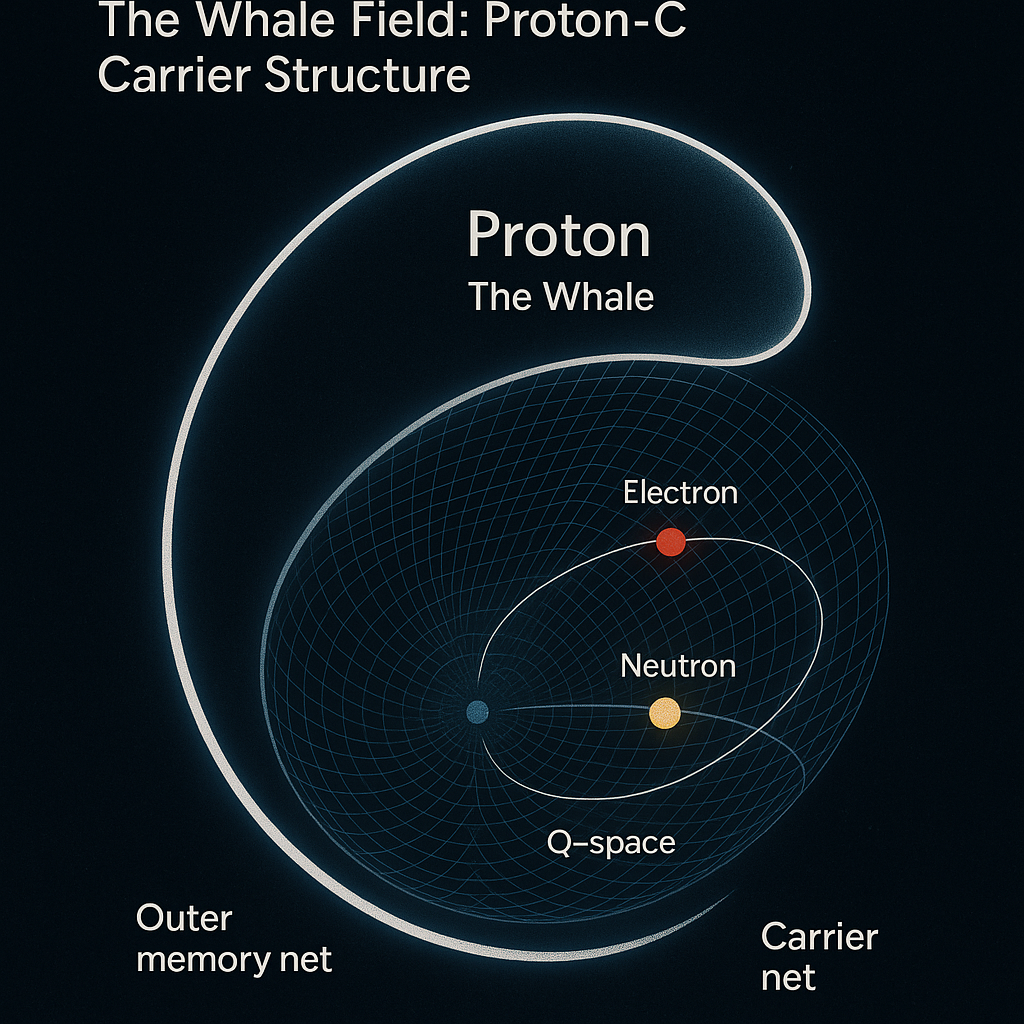 The Whale Field: Proton-C
Carrier Structure
Proton
The Whale
Electron
Neutron
Q–space
Outer
memory net
Carrier
net